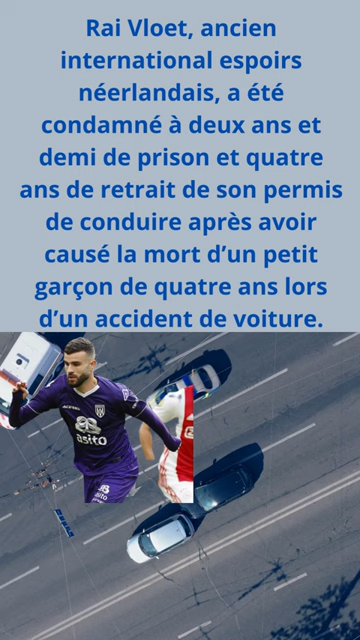 Rai Vloet, ancien
international espoirs
néerlandais, a été
condamné à deux ans et
demi de prison et quatre
ans de retrait de son permis
de conduire après avoir
causé la mort d’un petit
garçon de quatre ans lors
d’un accident de voiture.
asito